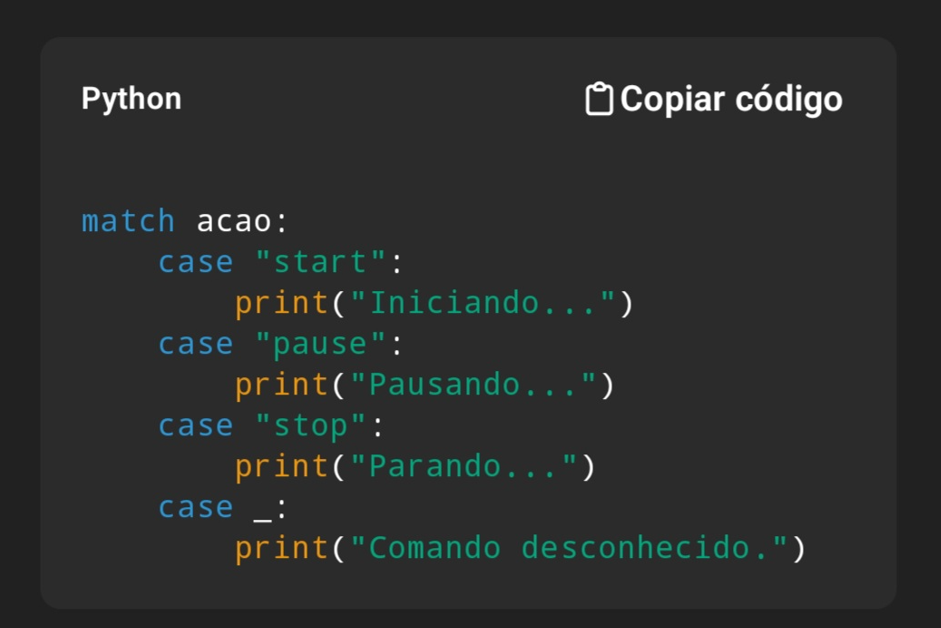 Python
Copiar código
match acao:
    case "start":
        print("Iniciando...")
    case "pause":
        print("Pausando...")
    case "stop":
        print("Parando...")
    case _:
        print("Comando desconhecido.")